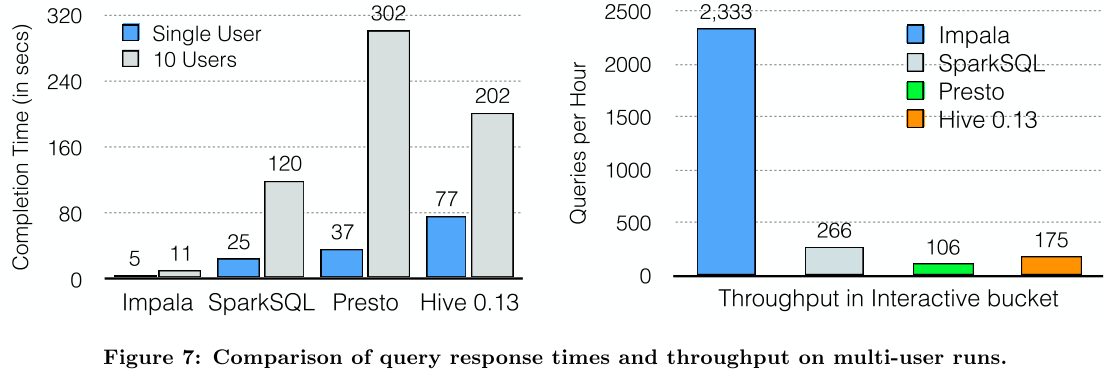 320
240
160
80
0
Completion Time (in secs)
Single User
10 Users
5
11
25
120
37
302
77
202
Impala
SparkSQL
Presto
Hive 0.13
2500
2000
1500
1000
500
0
Queries per Hour
2,333
266
106
175
Impala
SparkSQL
Presto
Hive 0.13
Throughput in Interactive bucket
Figure 7: Comparison of query response times and throughput on multi-user runs.